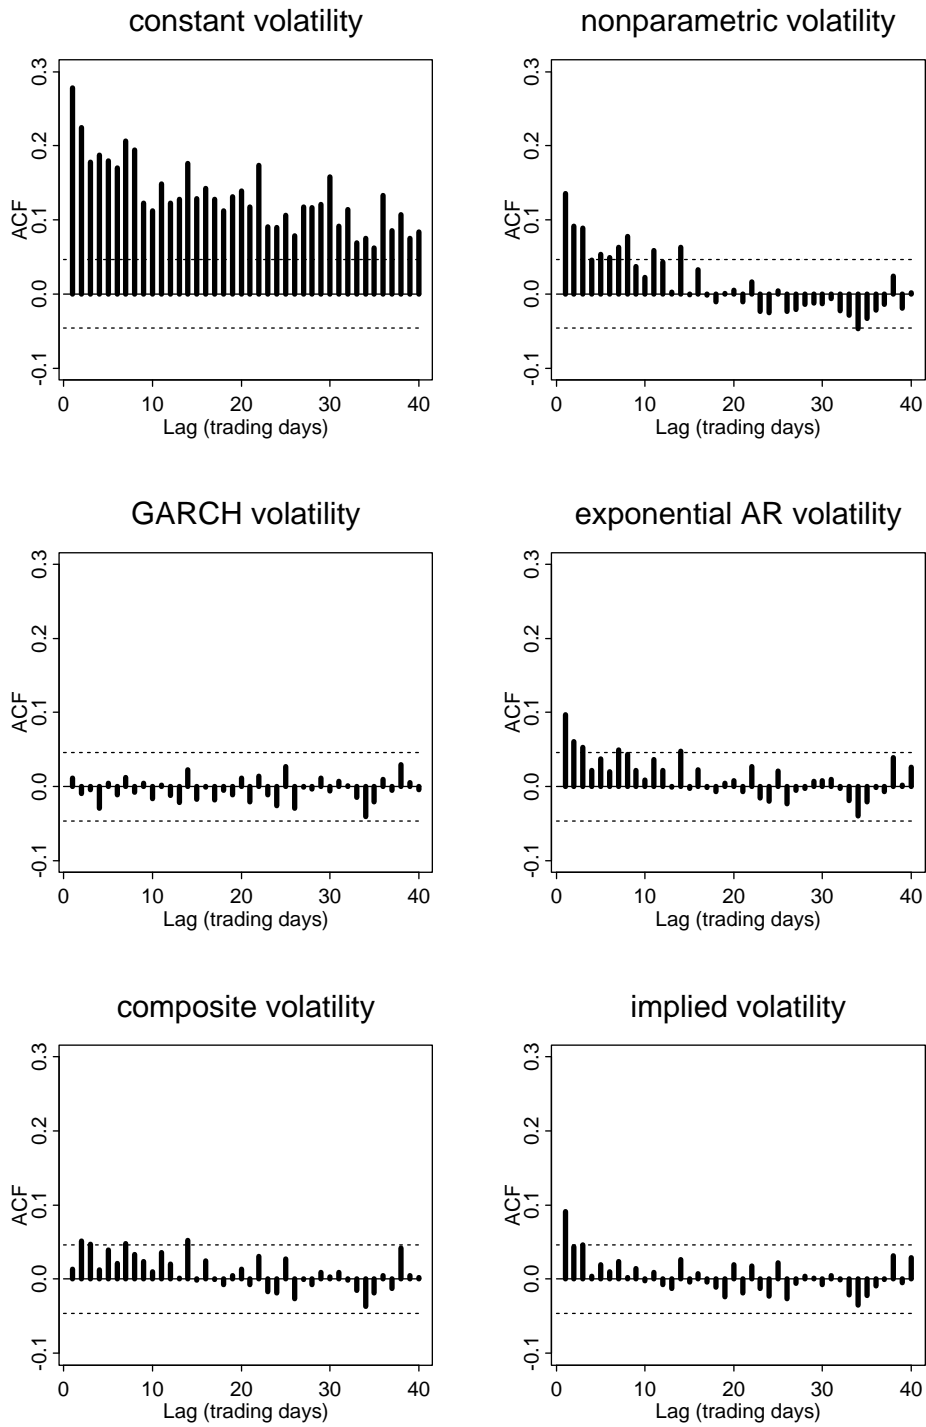 constant volatility
nonparametric volatility
0.3
0.2
0.1
0.0
-0.1
ACF
0 10 20 30 40
Lag (trading days)
0.3
0.2
0.1
0.0
-0.1
ACF
0 10 20 30 40
Lag (trading days)
GARCH volatility
exponential AR volatility
0.3
0.2
0.1
0.0
-0.1
ACF
0 10 20 30 40
Lag (trading days)
0.3
0.2
0.1
0.0
-0.1
ACF
0 10 20 30 40
Lag (trading days)
composite volatility
implied volatility
0.3
0.2
0.1
0.0
-0.1
ACF
0 10 20 30 40
Lag (trading days)
0.3
0.2
0.1
0.0
-0.1
ACF
0 10 20 30 40
Lag (trading days)